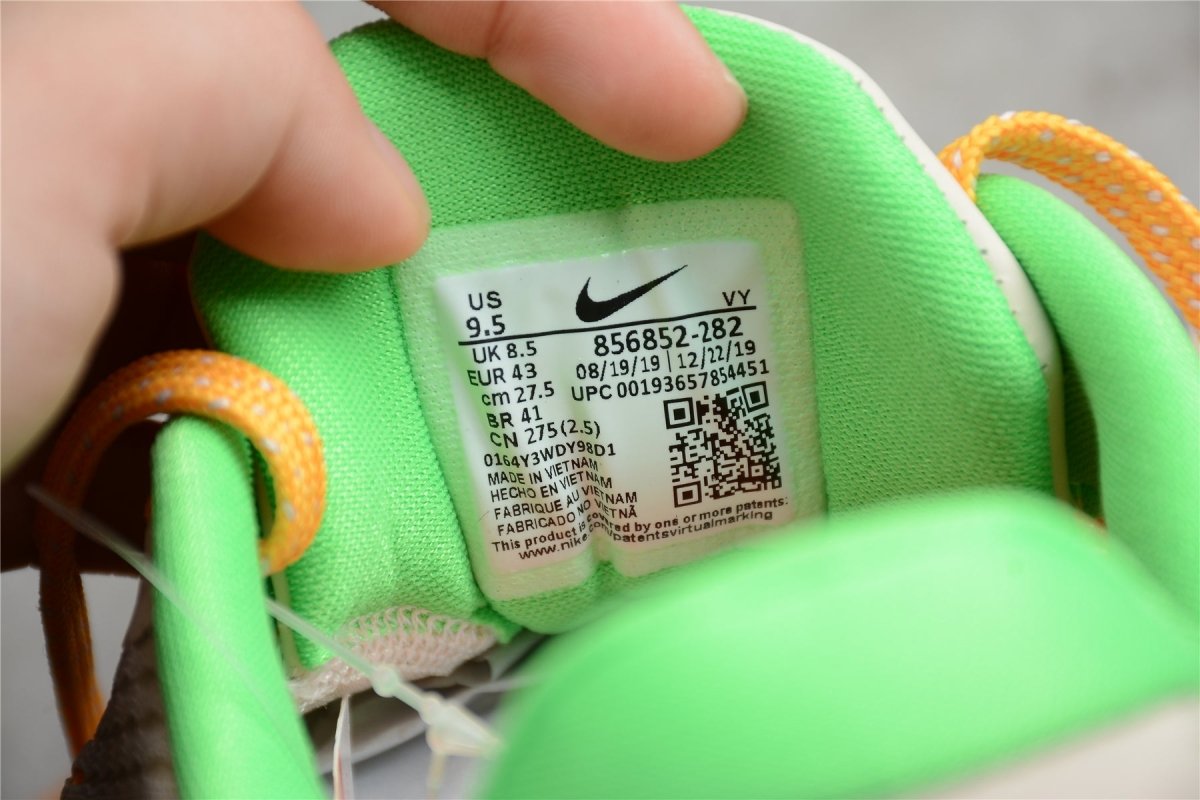 US
9.5
VY
UK 8.5
EUR 43
cm 27.5
BR 41
CN 275(2.5)
856852-282
08/19/19 | 12/22/19
UPC 00193657854451
0164Y3WDY98D1
MADE IN VIETNAM
HECHO EN VIETNAM
FABRIQUE AU VIETNAM
FABRICADO NO VIETNÃ
This product is covered by one or more patents:
www.nike.com/patentsvirtualmarking